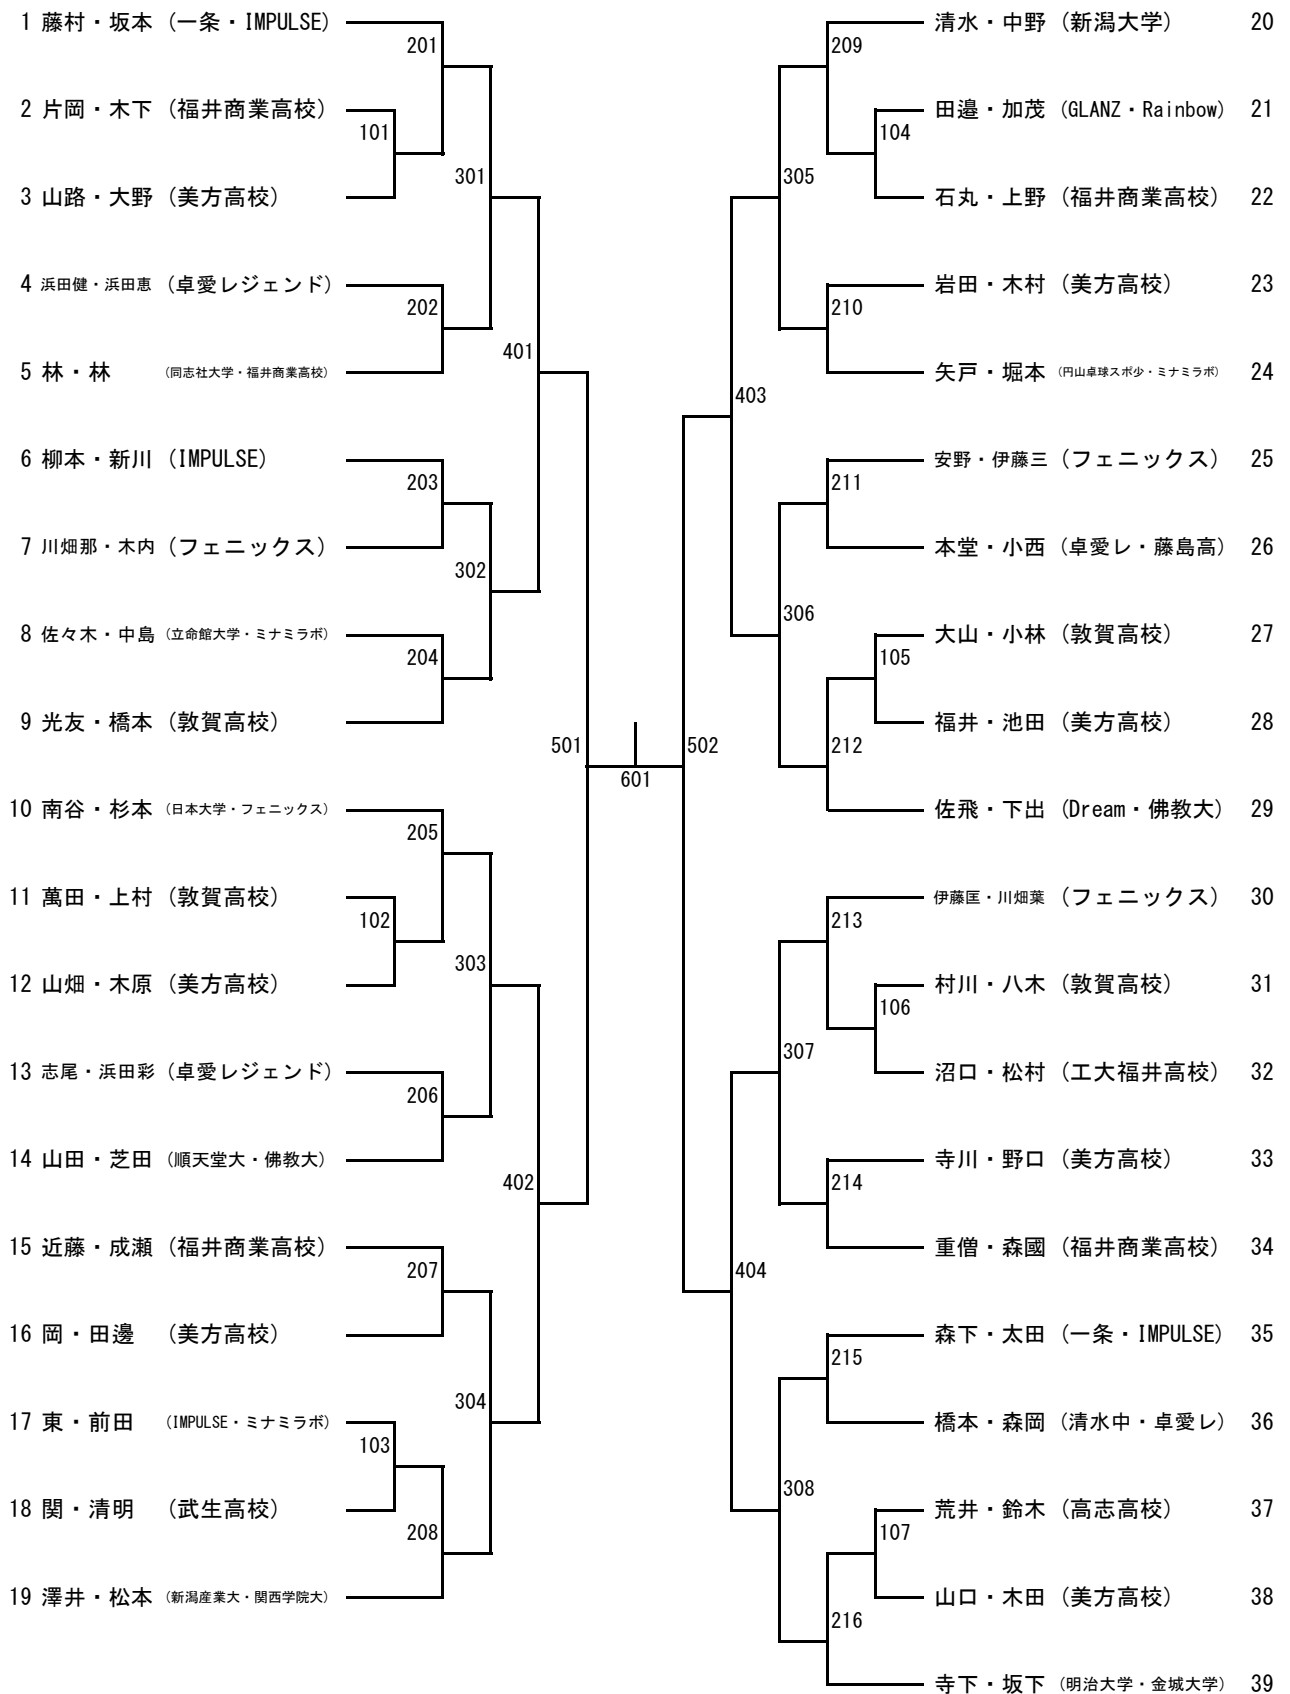 1 藤村・坂本 (一条・IMPULSE)
201
2 片岡・木下 (福井商業高校)
101
3 山路・大野 (美方高校)
301
4 浜田健・浜田恵 (卓愛レジェンド)
202
5 林・林 (同志社大学・福井商業高校)
401
6 柳本・新川 (IMPULSE)
203
7 川畑那・木内 (フェニックス)
302
8 佐々木・中島 (立命館大学・ミナミラボ)
204
9 光友・橋本 (敦賀高校)
501
10 南谷・杉本 (日本大学・フェニックス)
205
11 萬田・上村 (敦賀高校)
102
12 山畑・木原 (美方高校)
303
13 志尾・浜田彩 (卓愛レジェンド)
206
14 山田・芝田 (順天堂大・佛教大)
402
15 近藤・成瀬 (福井商業高校)
207
16 岡・田邊 (美方高校)
304
17 東・前田 (IMPULSE・ミナミラボ)
103
18 関・清明 (武生高校)
208
19 澤井・松本 (新潟産業大・関西学院大)
601
清水・中野 (新潟大学) 20
209
田邉・加茂 (GLANZ・Rainbow) 21
104
石丸・上野 (福井商業高校) 22
305
岩田・木村 (美方高校) 23
210
矢戸・堀本 (円山卓球スポ少・ミナミラボ) 24
403
安野・伊藤三 (フェニックス) 25
211
本堂・小西 (卓愛レ・藤島高) 26
306
大山・小林 (敦賀高校) 27
105
福井・池田 (美方高校) 28
502
212
佐飛・下出 (Dream・佛教大) 29
伊藤匡・川畑葉 (フェニックス) 30
213
村川・八木 (敦賀高校) 31
106
307
沼口・松村 (工大福井高校) 32
寺川・野口 (美方高校) 33
214
重僧・森國 (福井商業高校) 34
404
森下・太田 (一条・IMPULSE) 35
215
橋本・森岡 (清水中・卓愛レ) 36
308
荒井・鈴木 (高志高校) 37
107
山口・木田 (美方高校) 38
216
寺下・坂下 (明治大学・金城大学) 39